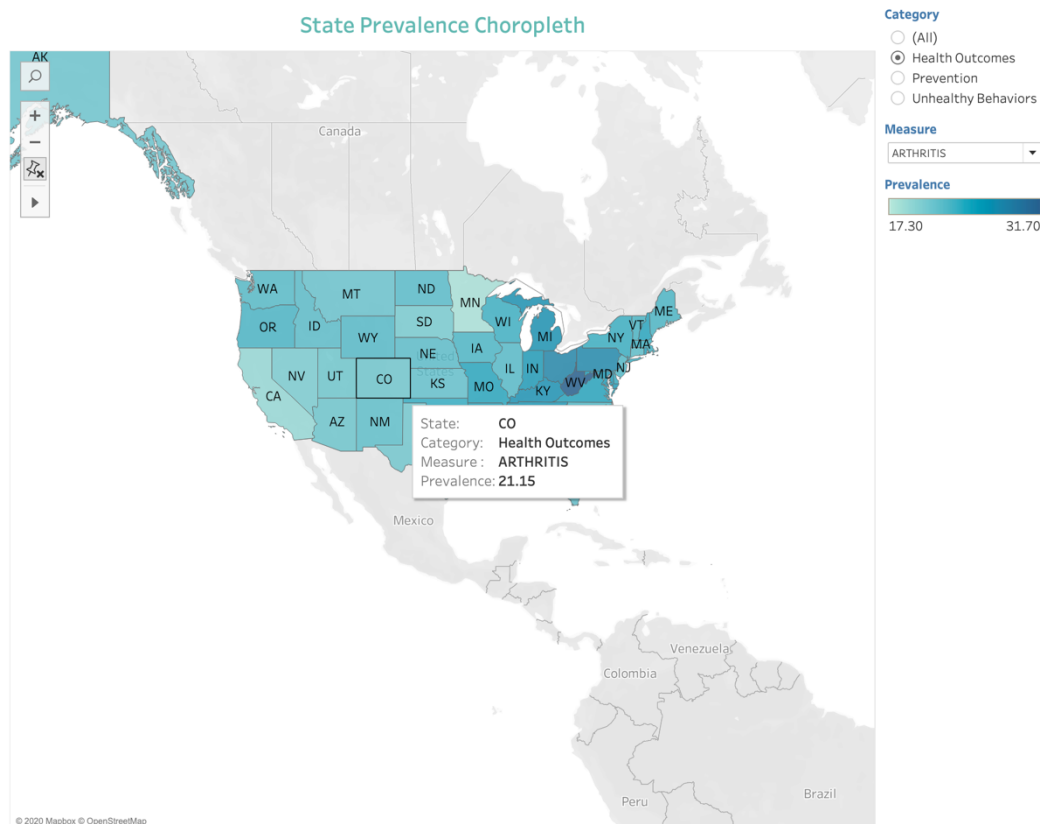 State Prevalence Choropleth
Category
(All)
Health Outcomes
Prevention
Unhealthy Behaviors
Measure
ARTHRITIS
Prevalence
17.30 31.70
AK
Canada
WA
MT
ND
MN
ME
OR
ID
SD
WI
VT
NY
MI
MA
WY
IA
NE
United
States
IL
IN
NJ
NV
UT
CO
KS
MO
WV
MD
KY
CA
AZ
NM
State: CO
Category: Health Outcomes
Measure : ARTHRITIS
Prevalence: 21.15
Mexico
Venezuela
Colombia
Peru
Brazil
© 2020 Mapbox © OpenStreetMap